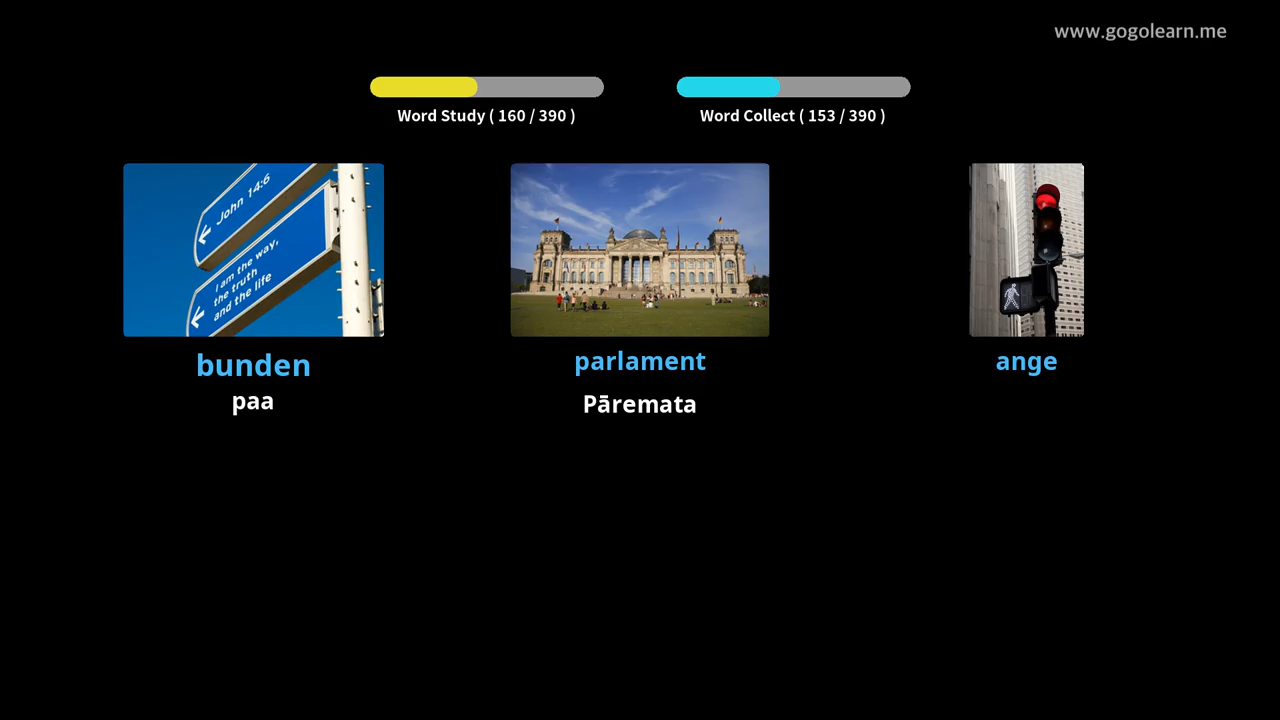 www.gogolearn.me
Word Study ( 160 / 390 )
Word Collect ( 153 / 390 )
John 14:6
I am the way,
the truth
and the life
bunden
paa
parlament
Pāremata
ange